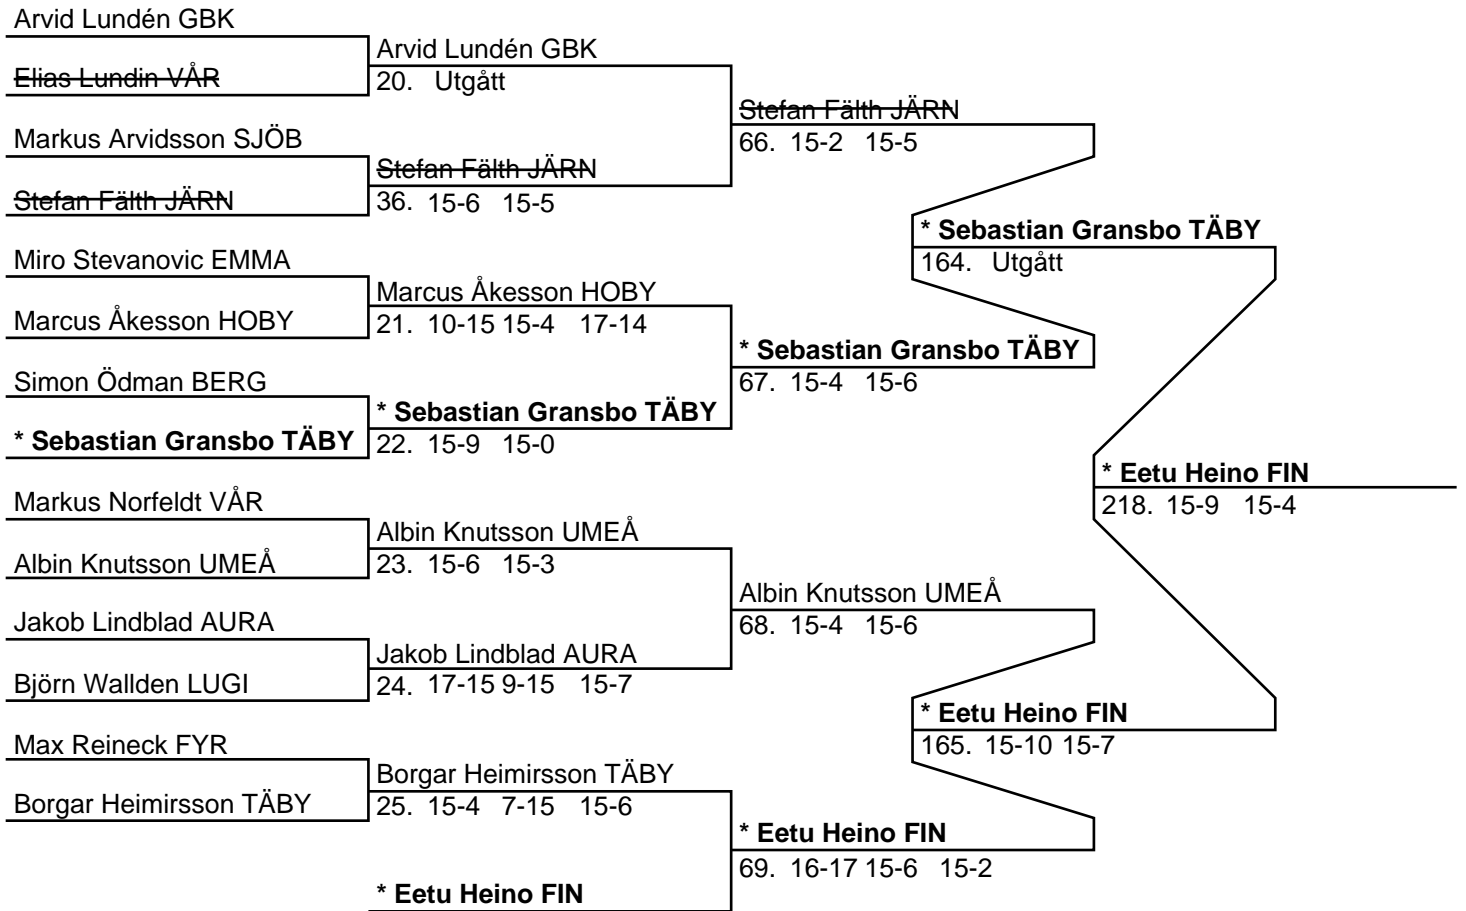 Arvid Lundén GBK
Elias Lundin VÅR
Markus Arvidsson SJÖB
Stefan Fälth JÄRN
Miro Stevanovic EMMA
Marcus Åkesson HOBY
Simon Ödman BERG
* Sebastian Gransbo TÄBY
Markus Norfeldt VÅR
Albin Knutsson UMEÅ
Jakob Lindblad AURA
Björn Wallden LUGI
Max Reineck FYR
Borgar Heimirsson TÄBY
Arvid Lundén GBK
20. Utgått
Stefan Fälth JÄRN
36. 15-6 15-5
Marcus Åkesson HOBY
21. 10-15 15-4 17-14
* Sebastian Gransbo TÄBY
22. 15-9 15-0
Albin Knutsson UMEÅ
23. 15-6 15-3
Jakob Lindblad AURA
24. 17-15 9-15 15-7
Borgar Heimirsson TÄBY
25. 15-4 7-15 15-6
* Eetu Heino FIN
Stefan Fälth JÄRN
66. 15-2 15-5
* Sebastian Gransbo TÄBY
67. 15-4 15-6
Albin Knutsson UMEÅ
68. 15-4 15-6
* Eetu Heino FIN
69. 16-17 15-6 15-2
* Sebastian Gransbo TÄBY
164. Utgått
* Eetu Heino FIN
165. 15-10 15-7
* Eetu Heino FIN
218. 15-9 15-4